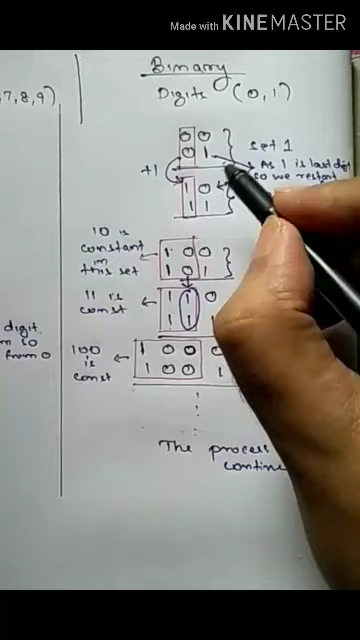 Made with KINEMASTER
Binary
7,8,9)
Digits (0,1)
0 0
0 1
set 1
+1
As 1 is last
so we restart
1 0
1 1
10 is
constant
in
this set
1 0 0
1 0 1
11 is
const
1 1 0
1 1
digit
so
from 0
100
is
const
1 0 0 0
1 0 0 1
The process